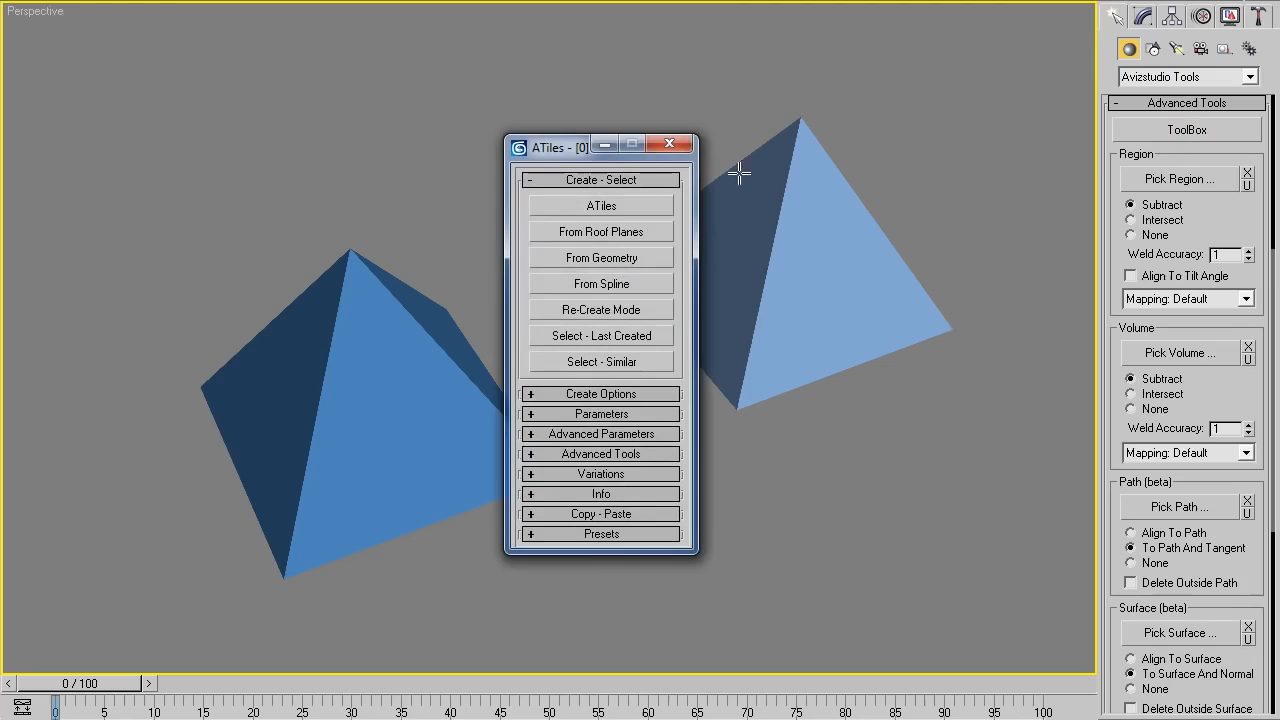 Perspective
ATiles - [0]
- Create - Select
ATiles
From Roof Planes
From Geometry
From Spline
Re-Create Mode
Select - Last Created
Select - Similar
+ Create Options
+ Parameters
+ Advanced Parameters
+ Advanced Tools
+ Variations
+ Info
+ Copy - Paste
+ Presets
Avizstudio Tools
- Advanced Tools
ToolBox
Region
Pick Region ... X
U
Subtract
Intersect
None
Weld Accuracy: 1
Align To Tilt Angle
Mapping: Default
Volume
Pick Volume ... X
U
Subtract
Intersect
None
Weld Accuracy: 1
Mapping: Default
Path (beta)
Pick Path ... X
U
Align To Path
To Path And Tangent
None
Delete Outside Path
Surface (beta)
Pick Surface ... X
U
Align To Surface
To Surface And Normal
None
Delete Outside Surface
< 0 / 100 >
0 5 10 15 20 25 30 35 40 45 50 55 60 65 70 75 80 85 90 95 100